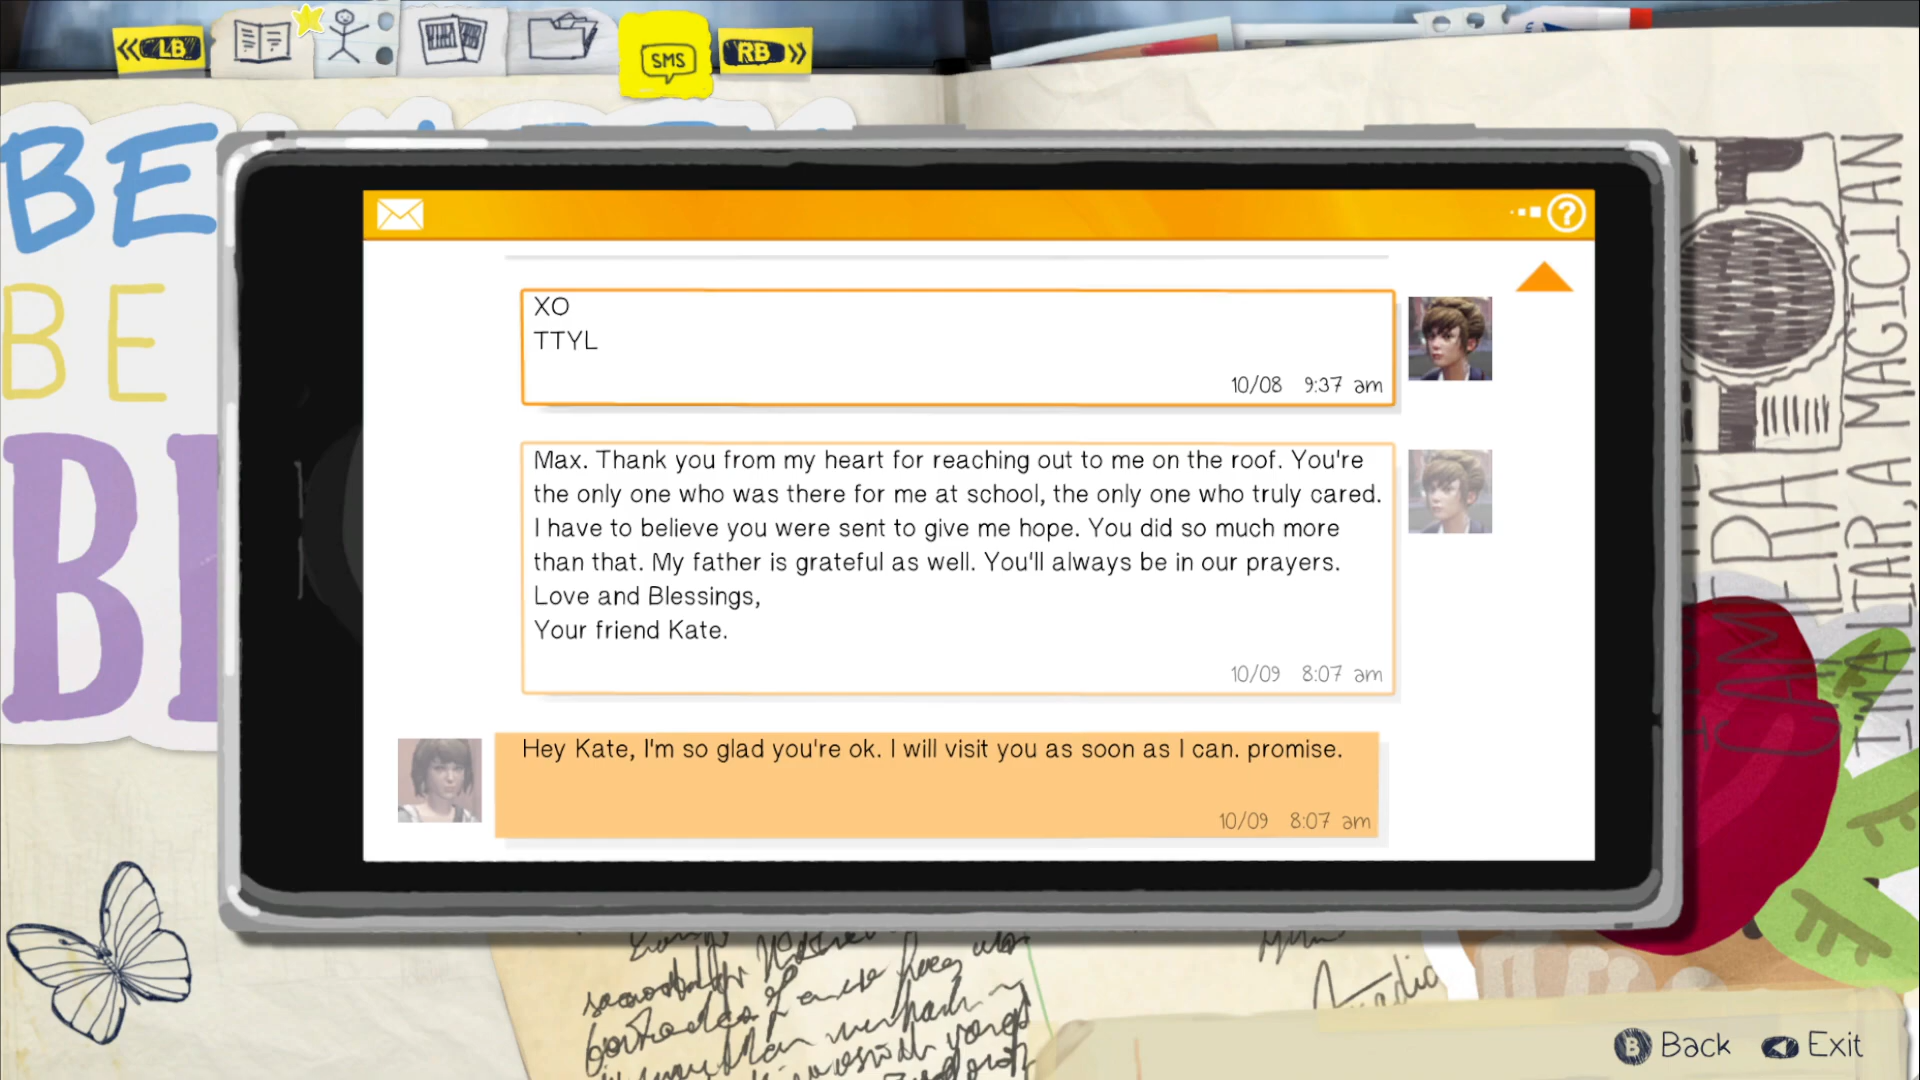 LB
SMS
RB
BE
BE
XO
TTYL
10/08 9:37 am
Max. Thank you from my heart for reaching out to me on the roof. You're
the only one who was there for me at school, the only one who truly cared.
I have to believe you were sent to give me hope. You did so much more
than that. My father is grateful as well. You'll always be in our prayers.
Love and Blessings,
Your friend Kate.
10/09 8:07 am
Hey Kate, I'm so glad you're ok. I will visit you as soon as I can. promise.
10/09 8:07 am
CAMERA
I'M A LIAR, A MAGICIAN
B Back
Exit